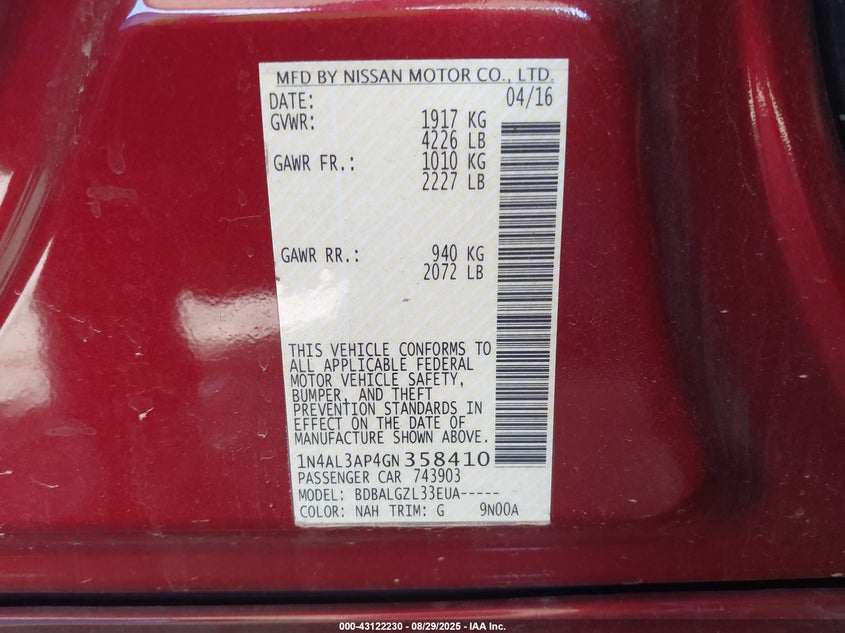 MFD BY NISSAN MOTOR CO., LTD.
DATE: 04/16
GVWR: 1917 KG
4226 LB
GAWR FR.: 1010 KG
2227 LB
GAWR RR.: 940 KG
2072 LB
THIS VEHICLE CONFORMS TO
ALL APPLICABLE FEDERAL
MOTOR VEHICLE SAFETY,
BUMPER, AND THEFT
PREVENTION STANDARDS IN
EFFECT ON THE DATE OF
MANUFACTURE SHOWN ABOVE.
1N4AL3AP4GN358410
PASSENGER CAR 743903
MODEL: BDBALGZL33EUA-----
COLOR: NAH TRIM: G 9N00A
000-43122230 - 08/29/2025 - IAA Inc.